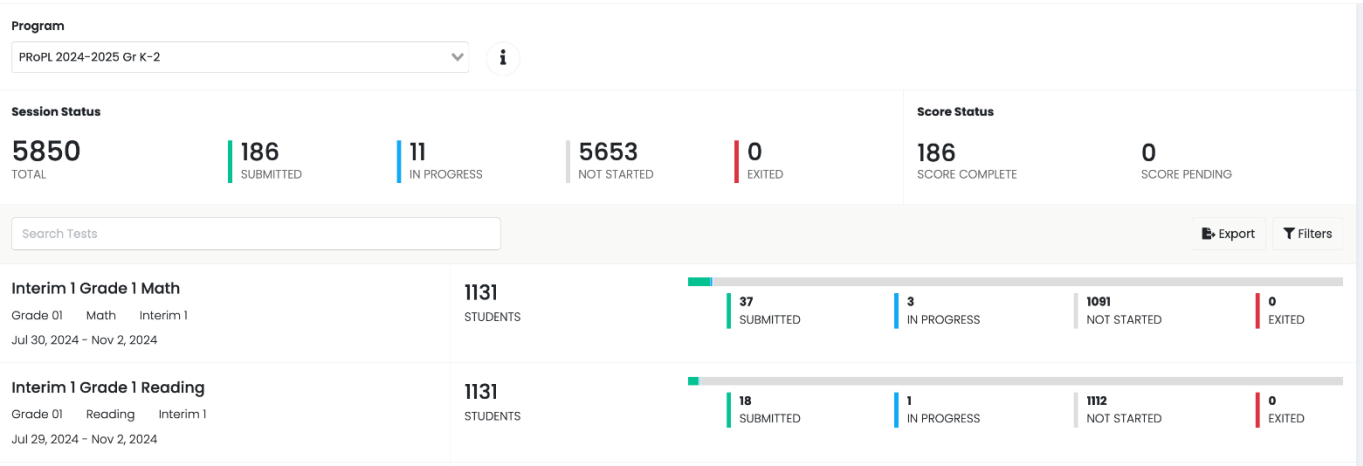 Program
PRoPL 2024-2025 Gr K-2
i
Session Status
Score Status
5850
TOTAL
186
SUBMITTED
11
IN PROGRESS
5653
NOT STARTED
0
EXITED
186
SCORE COMPLETE
0
SCORE PENDING
Search Tests
Export
Filters
Interim 1 Grade 1 Math
Grade 01 Math Interim 1
Jul 30, 2024 - Nov 2, 2024
1131
STUDENTS
37
SUBMITTED
3
IN PROGRESS
1091
NOT STARTED
0
EXITED
Interim 1 Grade 1 Reading
Grade 01 Reading Interim 1
Jul 29, 2024 - Nov 2, 2024
1131
STUDENTS
18
SUBMITTED
1
IN PROGRESS
1112
NOT STARTED
0
EXITED